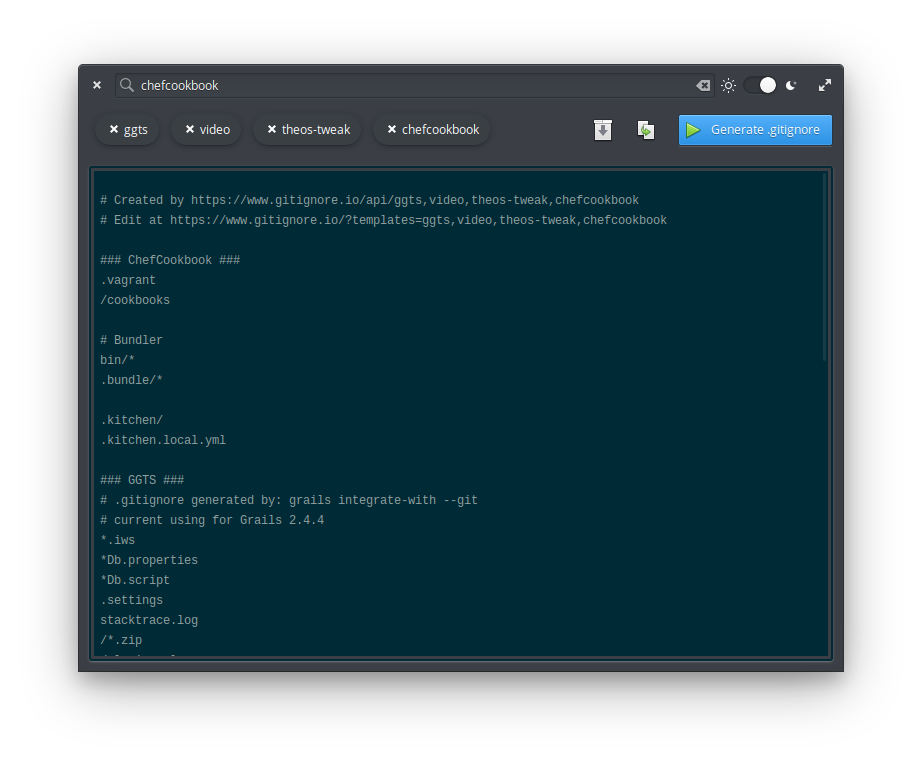 chefcookbook
ggts
video
theos-tweak
chefcookbook
Generate .gitignore
# Created by https://www.gitignore.io/api/ggts,video,theos-tweak,chefcookbook
# Edit at https://www.gitignore.io/?templates=ggts,video,theos-tweak,chefcookbook
### ChefCookbook ###
.vagrant
/cookbooks
# Bundler
bin/*
.bundle/*
.kitchen/
.kitchen.local.yml
### GGTS ###
# .gitignore generated by: grails integrate-with --git
# current using for Grails 2.4.4
*.iws
*Db.properties
*Db.script
.settings
stacktrace.log
/*.zip